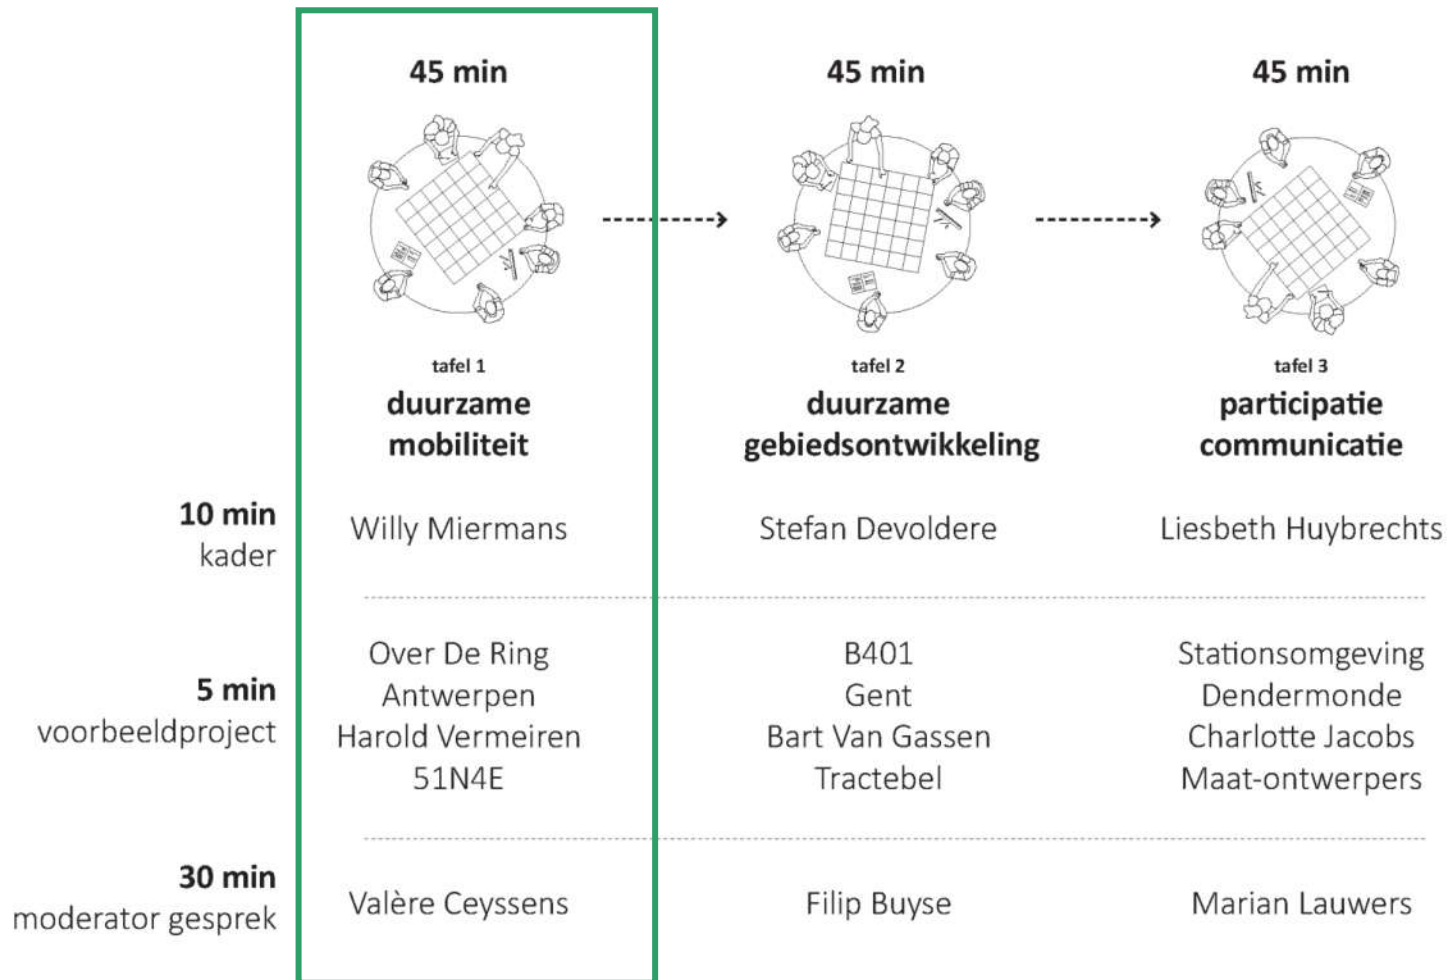 45 min
45 min
45 min
tafel 1
tafel 2
tafel 3
duurzame
mobiliteit
duurzame
gebiedsontwikkeling
participatie
communicatie
10 min
kader
Willy Miermans
Stefan Devoldere
Liesbeth Huybrechts
5 min
voorbeeldproject
Over De Ring
Antwerpen
Harold Vermeiren
51N4E
B401
Gent
Bart Van Gassen
Tractebel
Stationsomgeving
Dendermonde
Charlotte Jacobs
Maat-ontwerpers
30 min
moderator gesprek
Valère Ceyssens
Filip Buyse
Marian Lauwers